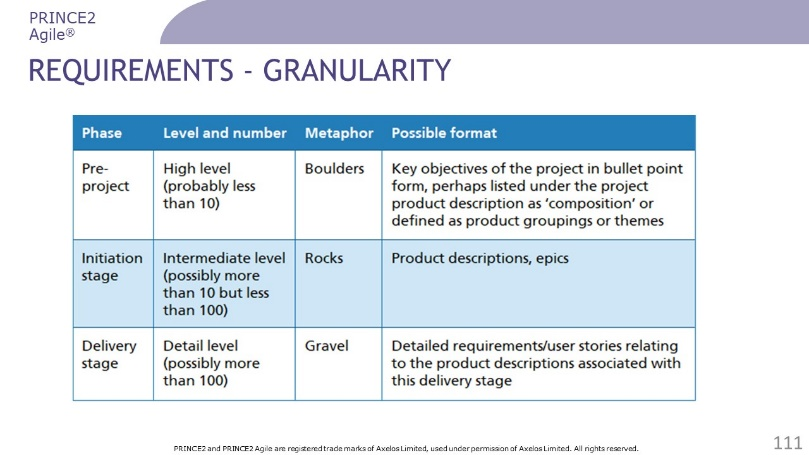 PRINCE2
Agile®
REQUIREMENTS - GRANULARITY
Phase Level and number Metaphor Possible format
Pre-
project
High level
(probably less
than 10)
Boulders
Key objectives of the project in bullet point
form, perhaps listed under the project
product description as ‘composition’ or
defined as product groupings or themes
Initiation
stage
Intermediate level
(possibly more
than 10 but less
than 100)
Rocks
Product descriptions, epics
Delivery
stage
Detail level
(possibly more
than 100)
Gravel
Detailed requirements/user stories relating
to the product descriptions associated with
this delivery stage
PRINCE2 and PRINCE2 Agile are registered trade marks of Axelos Limited, used under permission of Axelos Limited. All rights reserved.
111